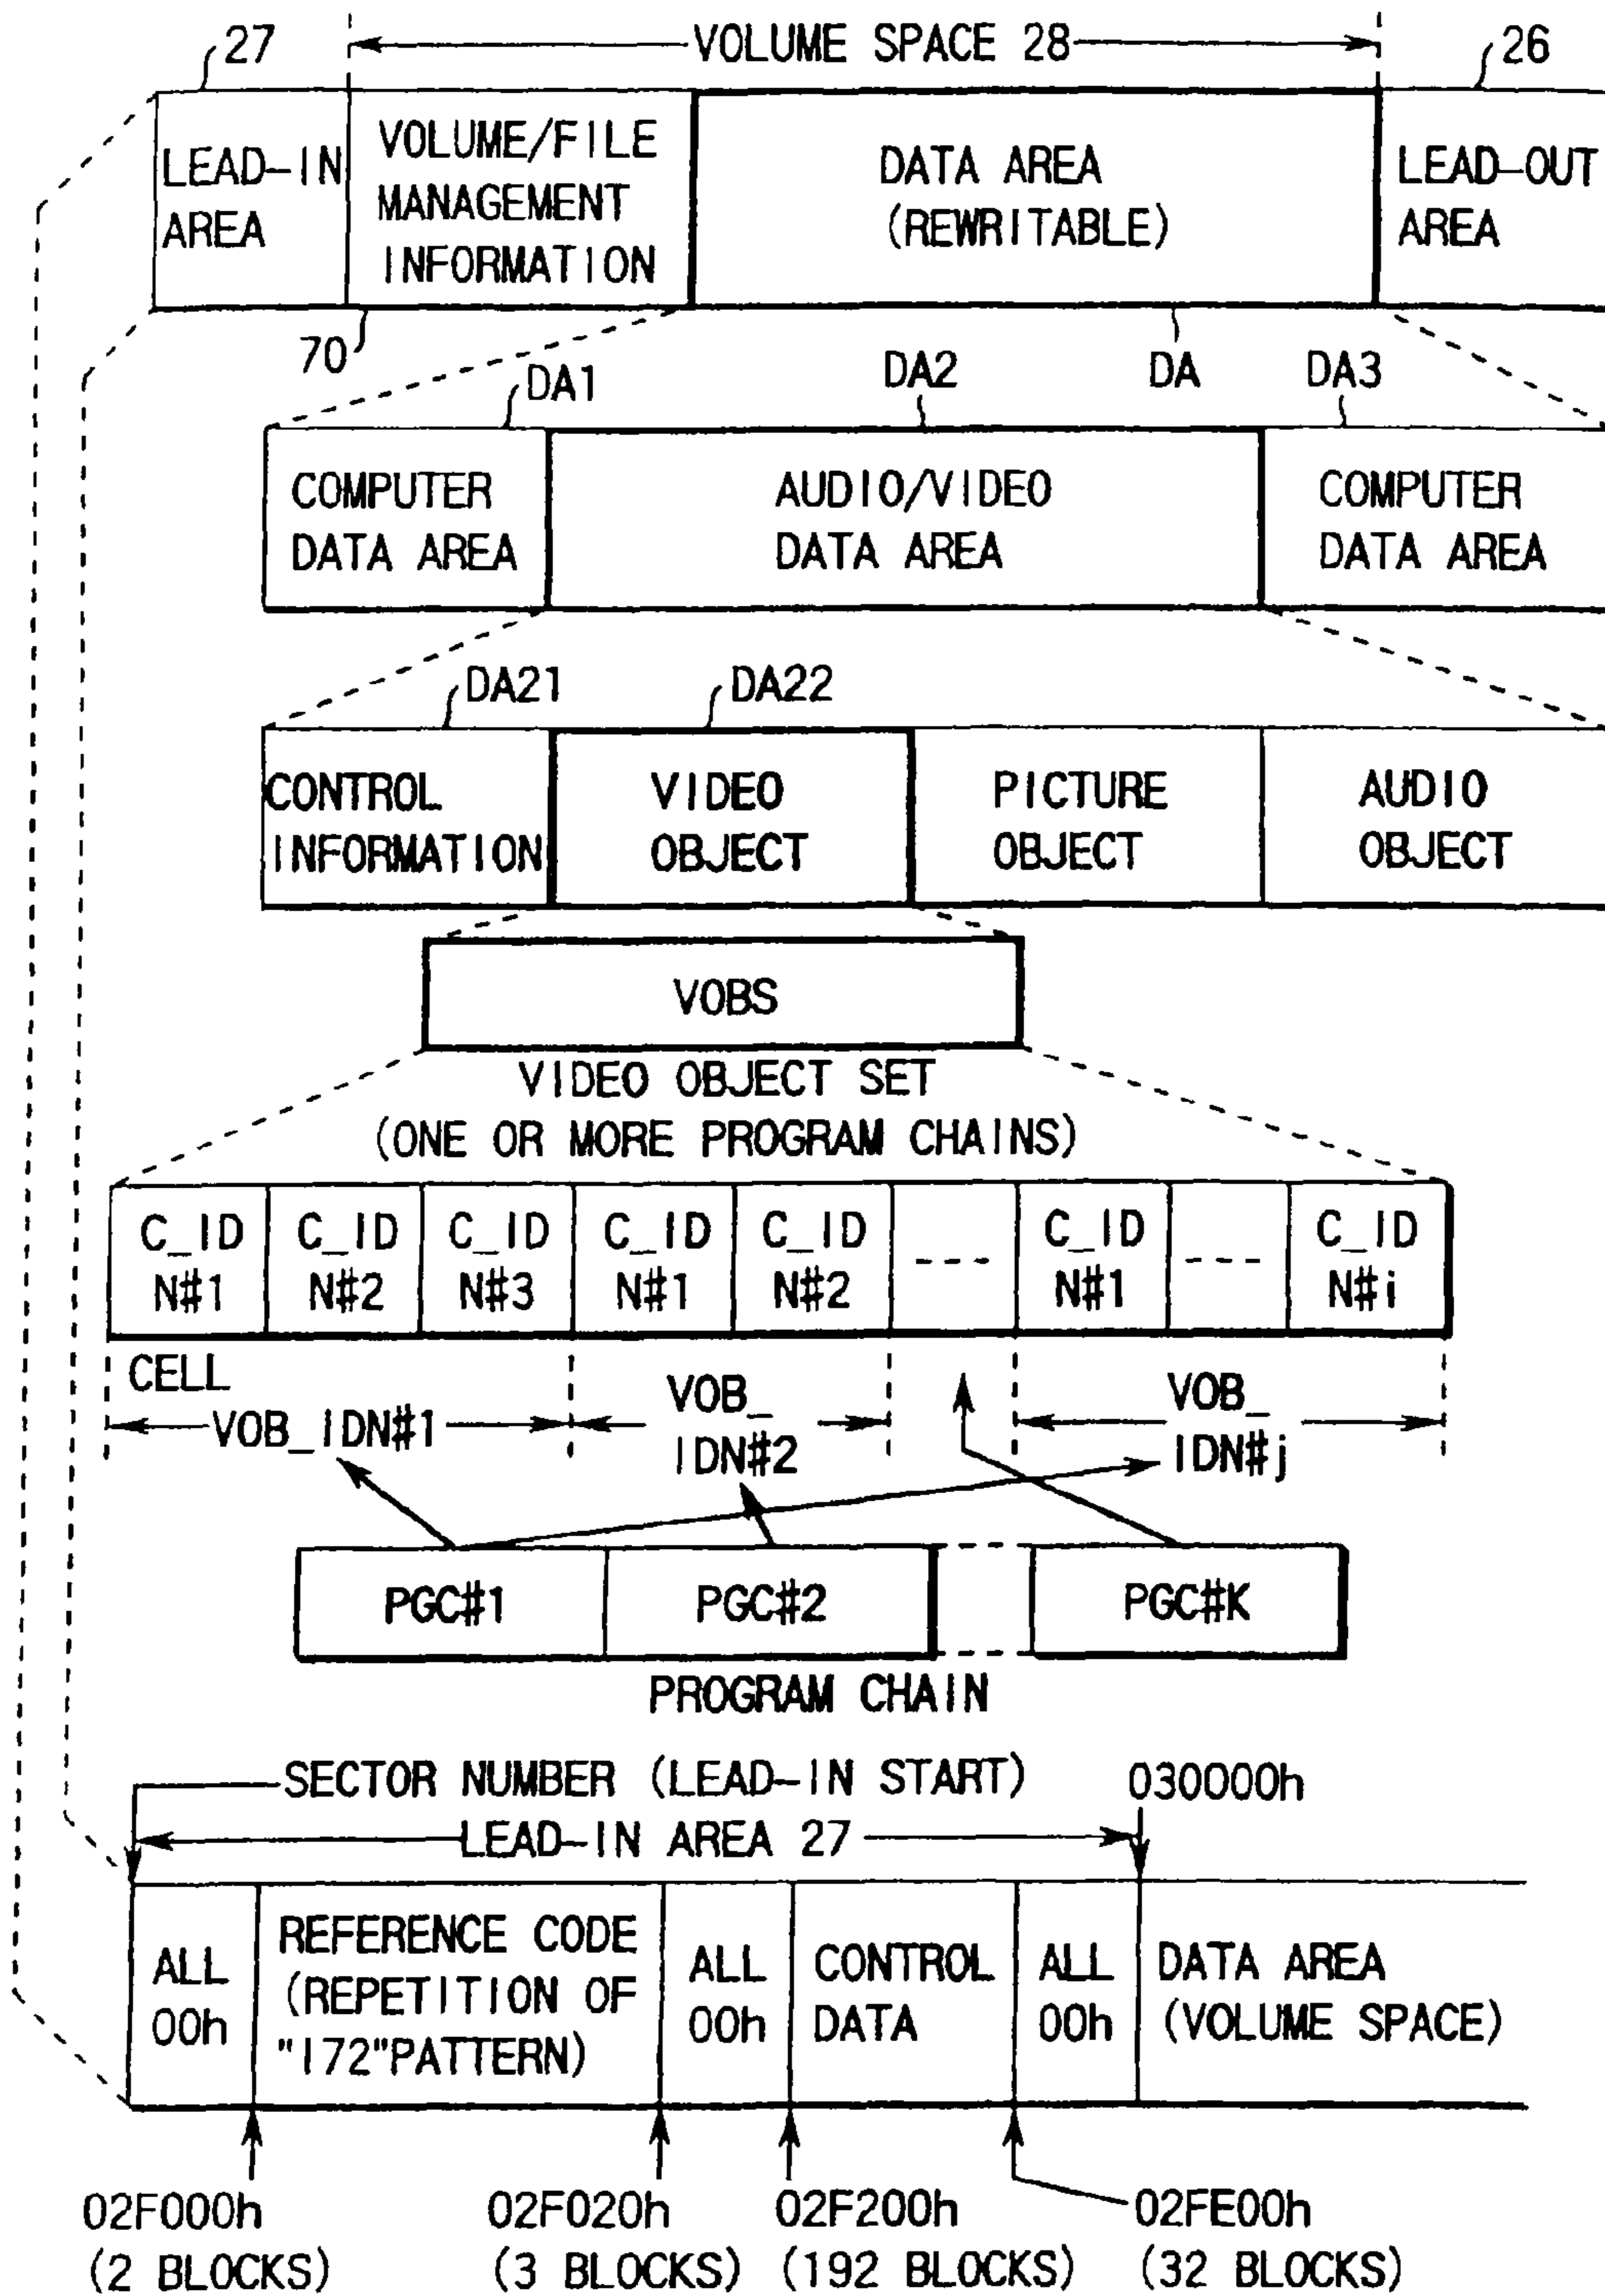 27
VOLUME SPACE 28
26
LEAD-IN
AREA
VOLUME/FILE
MANAGEMENT
INFORMATION
DATA AREA
(REWRITABLE)
LEAD-OUT
AREA
70
DA1
DA2
DA
DA3
COMPUTER
DATA AREA
AUDIO/VIDEO
DATA AREA
COMPUTER
DATA AREA
DA21
DA22
CONTROL
INFORMATION
VIDEO
OBJECT
PICTURE
OBJECT
AUDIO
OBJECT
VOBS
VIDEO OBJECT SET
(ONE OR MORE PROGRAM CHAINS)
C_ID
N#1
C_ID
N#2
C_ID
N#3
C_ID
N#1
C_ID
N#2
----
C_ID
N#1
----
C_ID
N#i
CELL
VOB_IDN#1
VOB_
IDN#2
VOB_
IDN#j
PGC#1
PGC#2
PGC#K
PROGRAM CHAIN
SECTOR NUMBER (LEAD-IN START)
030000h
LEAD-IN AREA 27
ALL
00h
REFERENCE CODE
(REPETITION OF
"172"PATTERN)
ALL
00h
CONTROL
DATA
ALL
00h
DATA AREA
(VOLUME SPACE)
02F000h
(2 BLOCKS)
02F020h
(3 BLOCKS)
02F200h
(192 BLOCKS)
02FE00h
(32 BLOCKS)